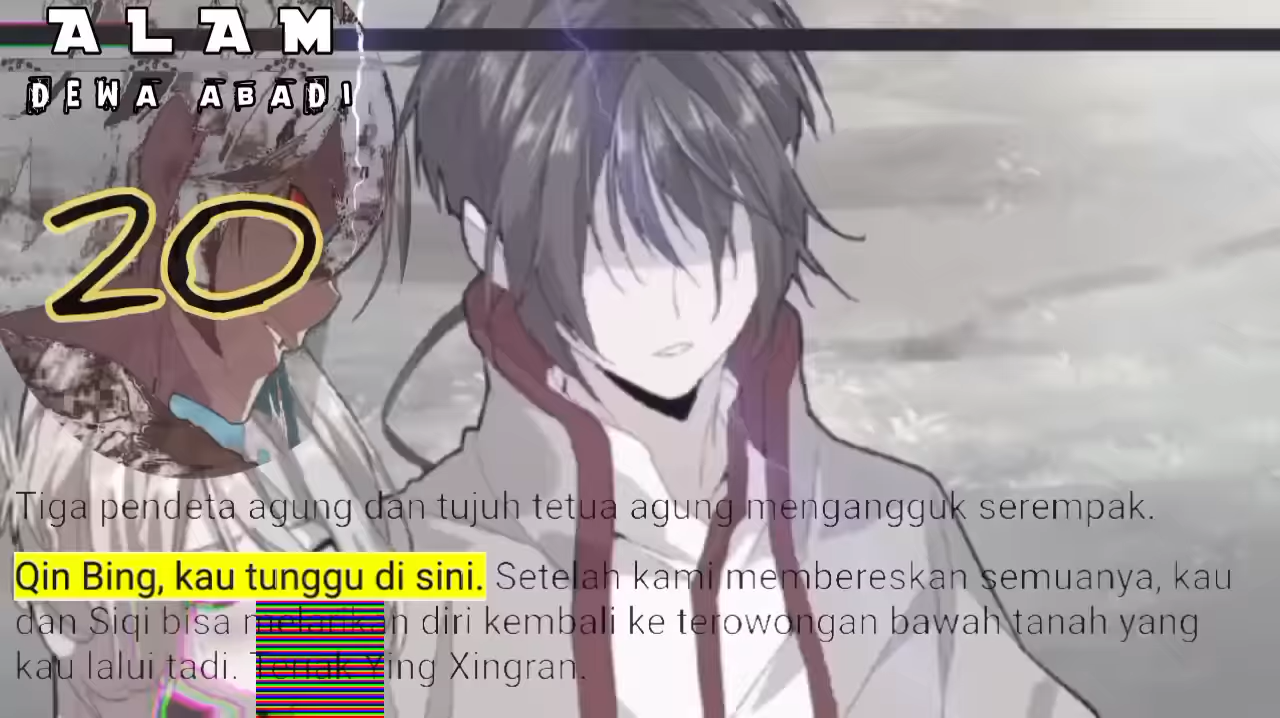 ALAM
DEWA ABADI
20
Tiga pendeta agung dan tujuh tetua agung mengangguk serempak.
Qin Bing, kau tunggu di sini. Setelah kami membereskan semuanya, kau
dan Siqi bisa melarikan diri kembali ke terowongan bawah tanah yang
kau lalui tadi. Teriak Ying Xingran.